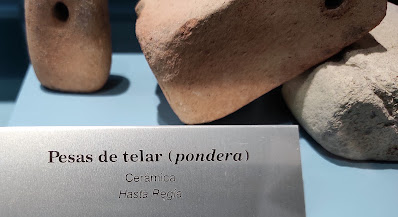 Pesas de telar (pondera)
Cerámica
Hasta Regia